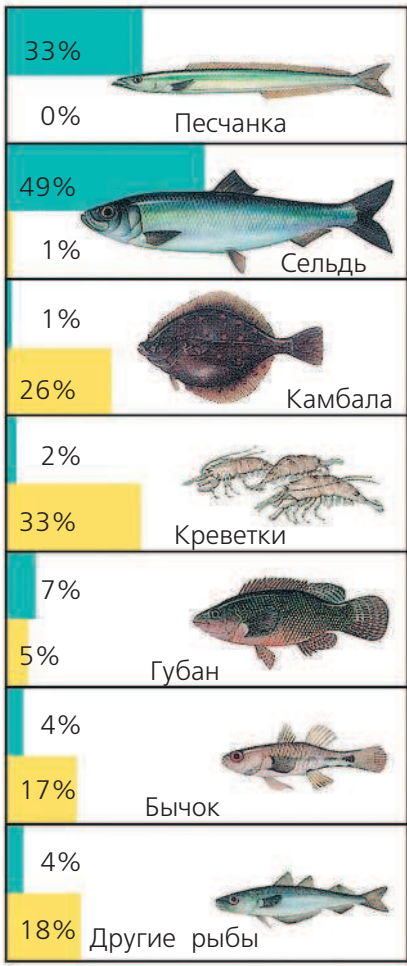 33%
0%
Песчанка
49%
1%
Сельдь
1%
26%
Камбала
2%
33%
Креветки
7%
5%
Губан
4%
17%
Бычок
4%
18%
Другие рыбы